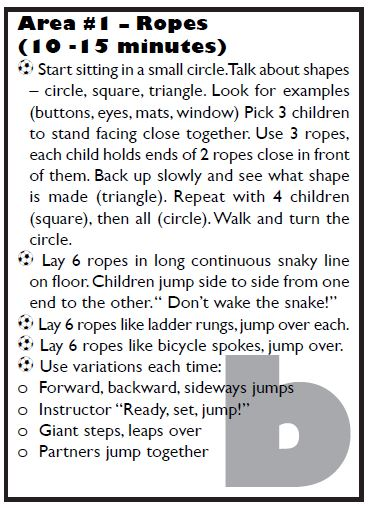 Area #1 – Ropes
(10 -15 minutes)
Start sitting in a small circle.Talk about shapes
– circle, square, triangle. Look for examples
(buttons, eyes, mats, window) Pick 3 children
to stand facing close together. Use 3 ropes,
each child holds ends of 2 ropes close in front
of them. Back up slowly and see what shape
is made (triangle). Repeat with 4 children
(square), then all (circle). Walk and turn the
circle.
Lay 6 ropes in long continuous snaky line
on floor. Children jump side to side from one
end to the other.“ Don’t wake the snake!”
Lay 6 ropes like ladder rungs, jump over each.
Lay 6 ropes like bicycle spokes, jump over.
Use variations each time:
o Forward, backward, sideways jumps
o Instructor “Ready, set, jump!”
o Giant steps, leaps over
o Partners jump together
b